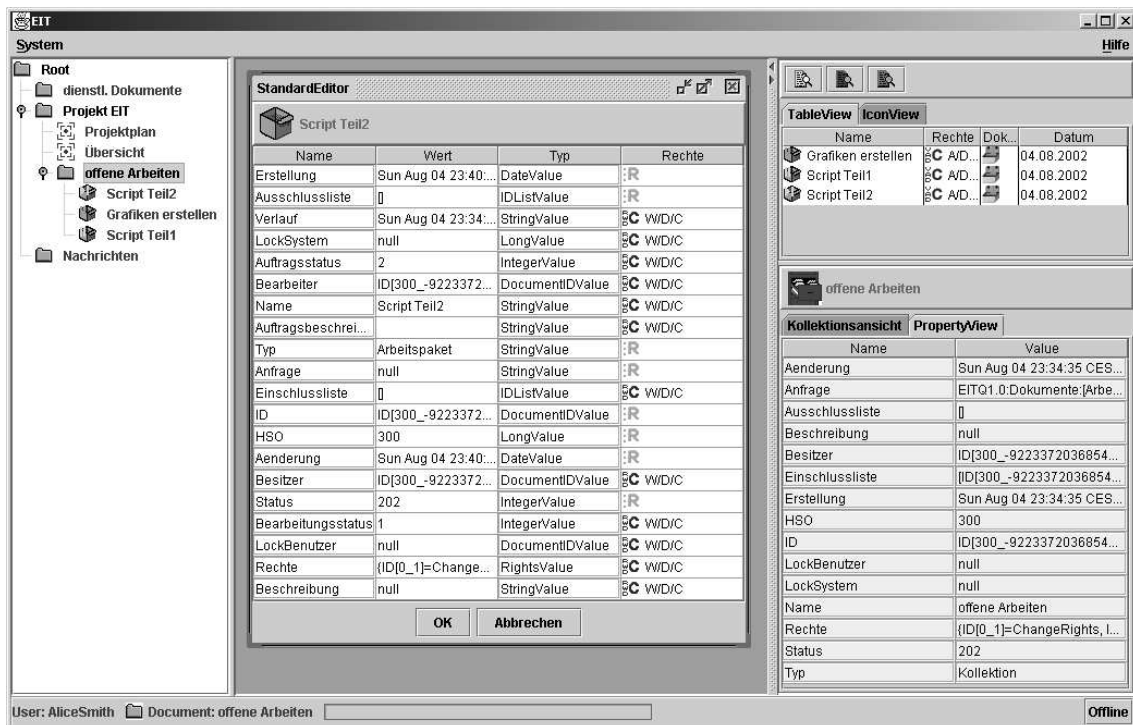 EIT
System Hilfe
Root
dienstl. Dokumente
Projekt EIT
Projektplan
Übersicht
offene Arbeiten
Script Teil2
Grafiken erstellen
Script Teil1
Nachrichten
StandardEditor
Script Teil2
Name Wert Typ Rechte
Erstellung Sun Aug 04 23:40:... DateValue R
Ausschlussliste [] IDListValue R
Verlauf Sun Aug 04 23:34:... StringValue C W/D/C
LockSystem null LongValue C W/D/C
Auftragsstatus 2 IntegerValue C W/D/C
Bearbeiter ID[300_-9223372... DocumentIDValue C W/D/C
Name Script Teil2 StringValue C W/D/C
Auftragsbeschrei... StringValue C W/D/C
Typ Arbeitspaket StringValue R
Anfrage null StringValue R
Einschlussliste [] IDListValue C W/D/C
ID ID[300_-9223372... DocumentIDValue R
HSO 300 LongValue R
Aenderung Sun Aug 04 23:40:... DateValue R
Besitzer ID[300_-9223372... DocumentIDValue C W/D/C
Status 202 IntegerValue R
Bearbeitungsstatus 1 IntegerValue C W/D/C
LockBenutzer null DocumentIDValue C W/D/C
Rechte {ID[0_1]=Change... RightsValue C W/D/C
Beschreibung null StringValue C W/D/C
OK Abbrechen
TableView IconView
Name Rechte Dok... Datum
Grafiken erstellen C A/D... 04.08.2002
Script Teil1 C A/D... 04.08.2002
Script Teil2 C A/D... 04.08.2002
offene Arbeiten
Kollektionsansicht PropertyView
Name Value
Aenderung Sun Aug 04 23:34:35 CES...
Anfrage EITQ1.0:Dokumente:[Arbe...
Ausschlussliste []
Beschreibung null
Besitzer ID[300_-9223372036854...
Einschlussliste [ID[300_-9223372036854...
Erstellung Sun Aug 04 23:34:35 CES...
HSO 300
ID ID[300_-9223372036854...
LockBenutzer null
LockSystem null
Name offene Arbeiten
Rechte {ID[0_1]=ChangeRights, I...
Status 202
Typ Kollektion
User: AliceSmith Document: offene Arbeiten Offline